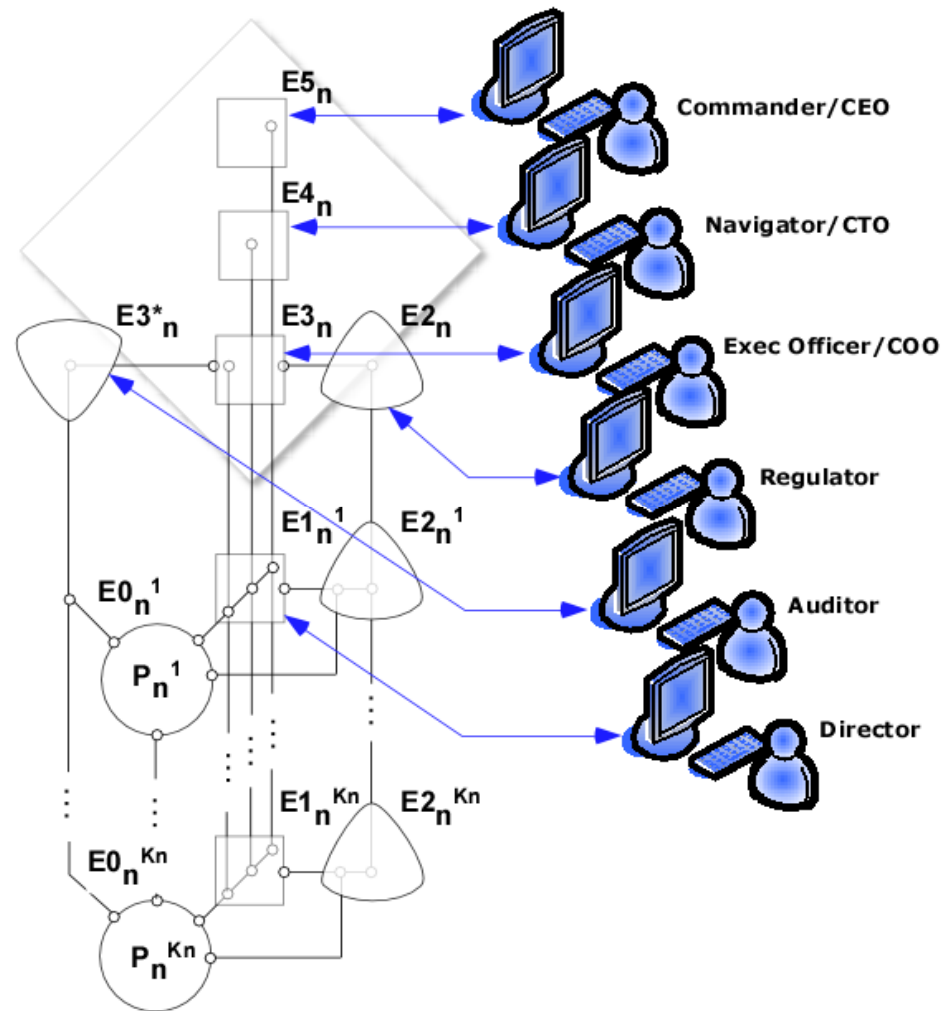 E5n
Commander/CEO
E4n
Navigator/CTO
E3*n
E3n
E2n
Exec Officer/COO
Regulator
E1n1
E2n1
E0n1
Auditor
Pn1
Director
E1nKn
E2nKn
E0nKn
PnKn